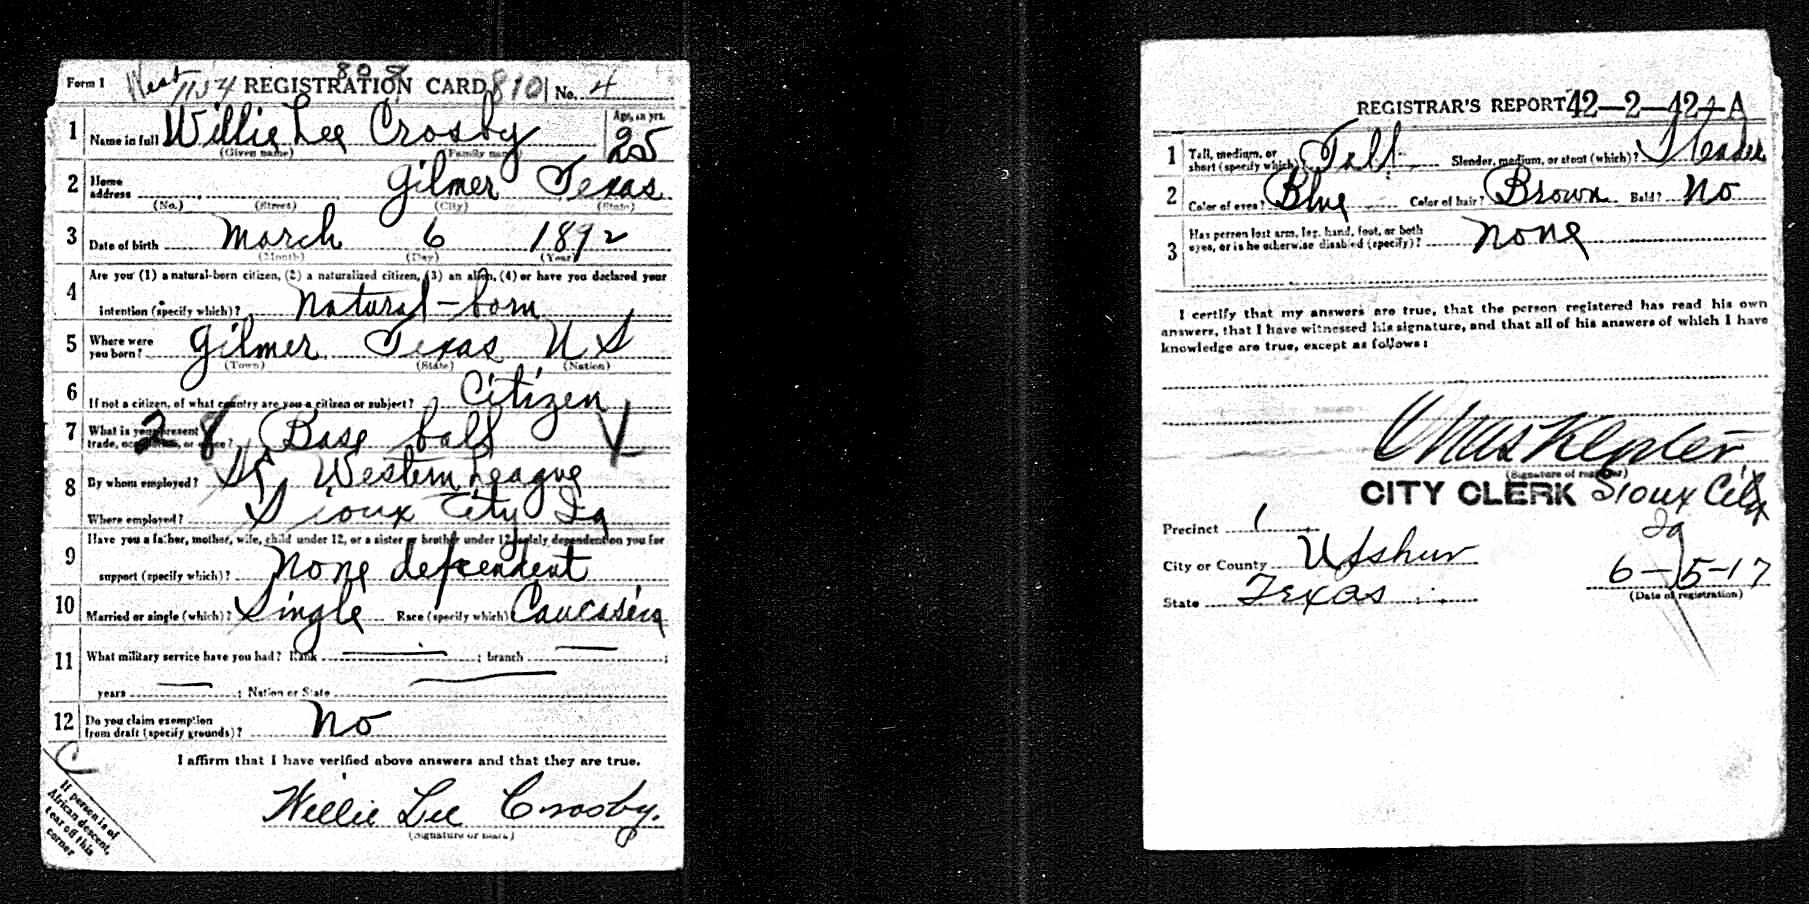 Form 1 West 1134 808 REGISTRATION CARD 810 No. 4
1 Name in full Willie Lee Crosby Age, in yrs. 25
(Given name) (Family name)
2 Home address Gilmer Texas
(No.) (Street) (City) (State)
3 Date of birth March 6 1892
(Month) (Day) (Year)
4 Are you (1) a natural-born citizen, (2) a naturalized citizen, (3) an alien, (4) or have you declared your
intention (specify which)? Natural-born
5 Where were you born? Gilmer Texas U S
(Town) (State) (Nation)
6 If not a citizen, of what country are you a citizen or subject? Citizen
7 What is your present trade, occupation, or office? 28 Base ball
8 By whom employed? Western League
Where employed? Sioux City Ia
9 Have you a father, mother, wife, child under 12, or a sister or brother under 12, solely dependent on you for
support (specify which)? None dependent
10 Married or single (which)? Single Race (specify which) Caucasian
11 What military service have you had? Rank — ; branch — ;
years — ; Nation or State —
12 Do you claim exemption from draft (specify grounds)? No
I affirm that I have verified above answers and that they are true.
C
Willie Lee Crosby.
(Signature or mark)
If person is of
African descent,
tear off this
corner
REGISTRAR'S REPORT 42—2—42—A
1 Tall, medium, or short (specify which)? Tall Slender, medium, or stout (which)? Slender
2 Color of eyes? Blue Color of hair? Brown Bald? No
3 Has person lost arm, leg, hand, foot, or both
eyes, or is he otherwise disabled (specify)? None
I certify that my answers are true, that the person registered has read his own
answers, that I have witnessed his signature, and that all of his answers of which I have
knowledge are true, except as follows:
Chas Kepler
(Signature of registrar)
CITY CLERK Sioux City
Ia
Precinct 1
City or County Upshur
State Texas
6-5-17
(Date of registration)